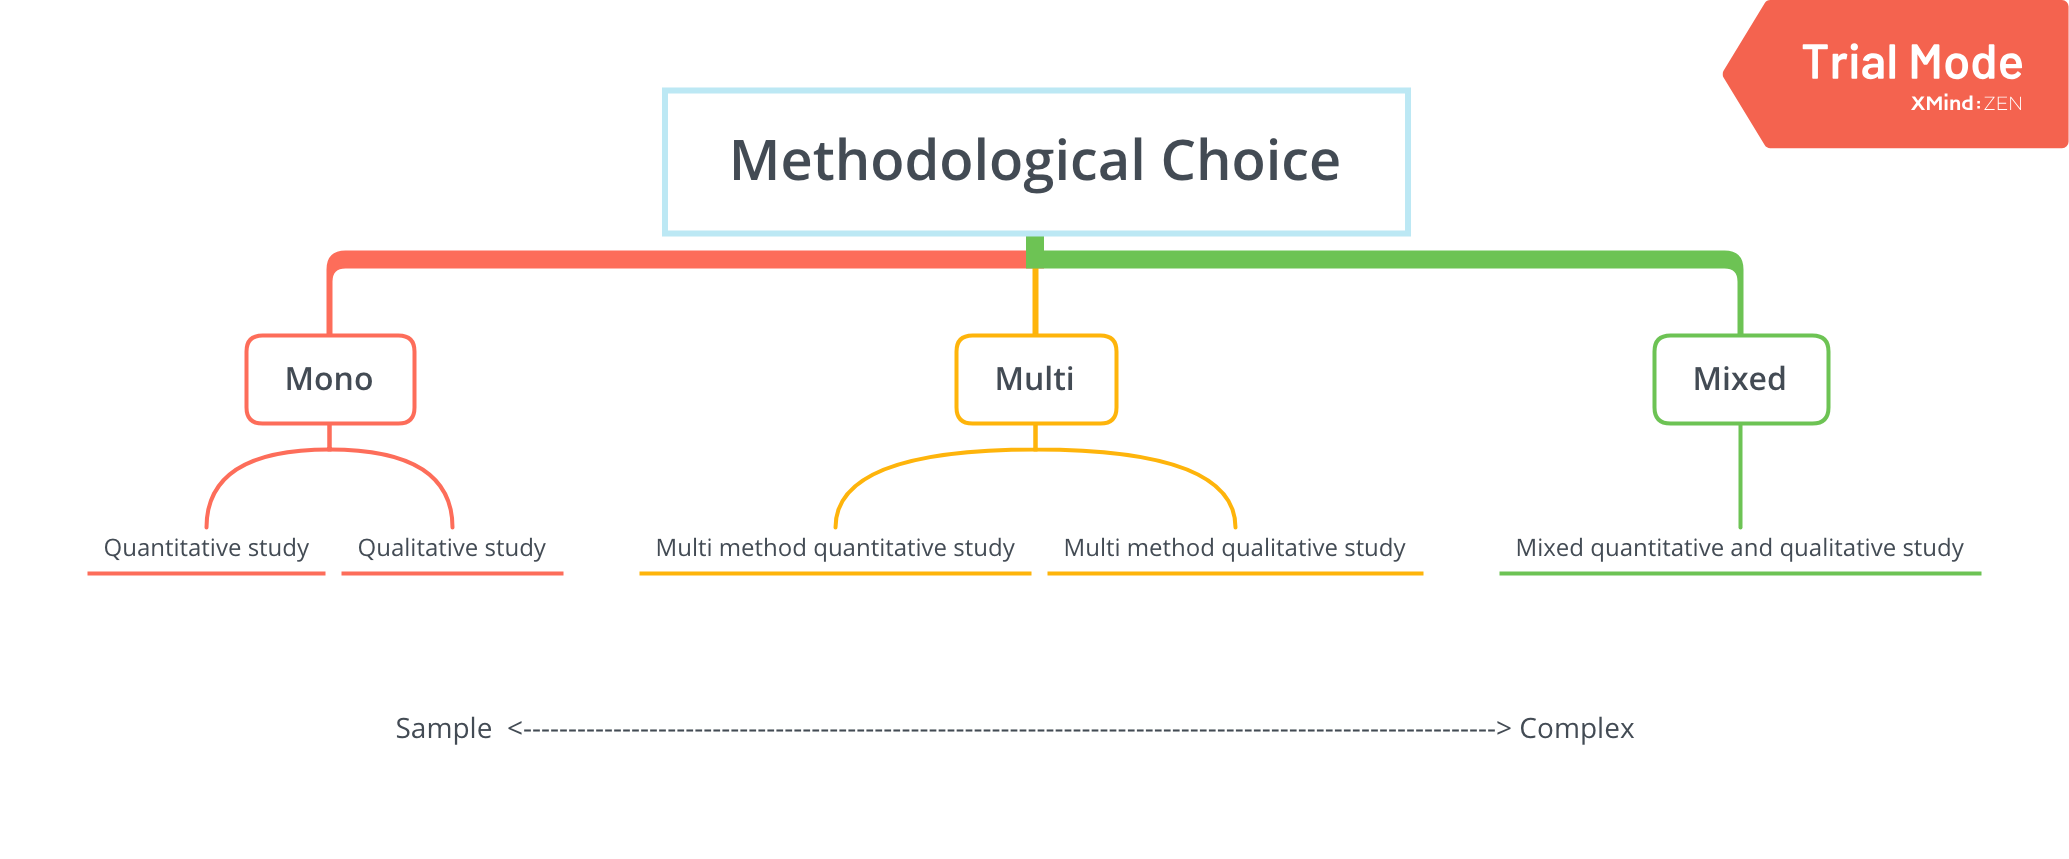 Trial Mode
XMind:ZEN
Methodological Choice
Mono
Multi
Mixed
Quantitative study
Qualitative study
Multi method quantitative study
Multi method qualitative study
Mixed quantitative and qualitative study
Sample <-----------------------------------------------------------------------------------------------------------> Complex